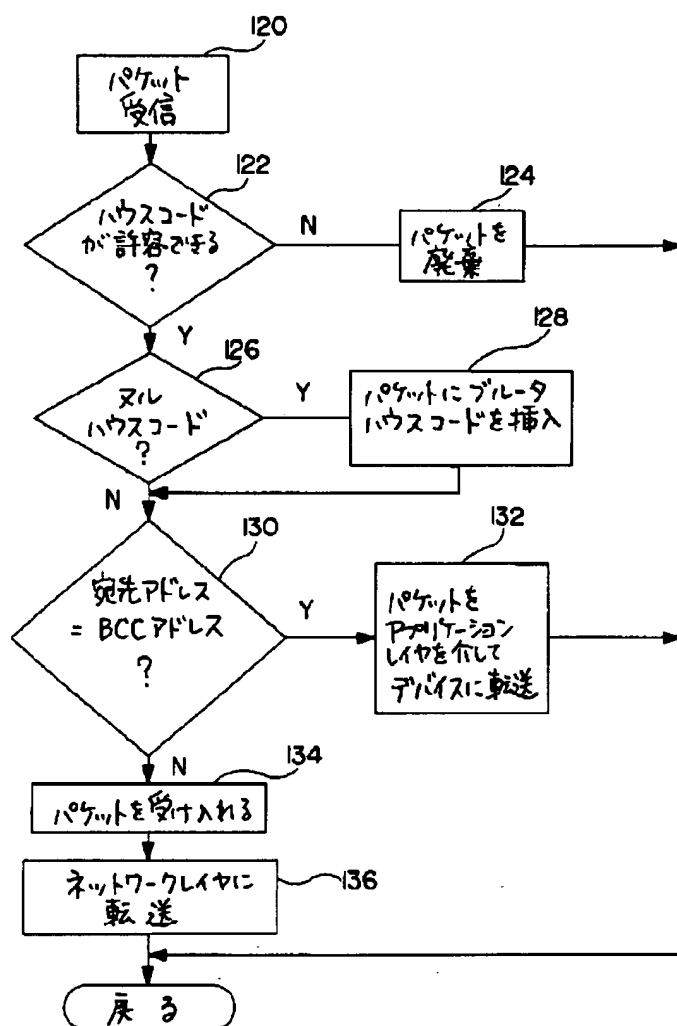 120
パケット
受信
122
ハウスコード
が許容できる
?
N
124
パケットを
廃棄
Y
126
ヌル
ハウスコード
?
Y
128
パケットにブルータ
ハウスコードを挿入
N
130
宛先アドレス
= BCCアドレス
?
Y
132
パケットを
アプリケーション
レイヤを介して
デバイスに転送
N
134
パケットを受け入れる
136
ネットワークレイヤに
転送
戻る